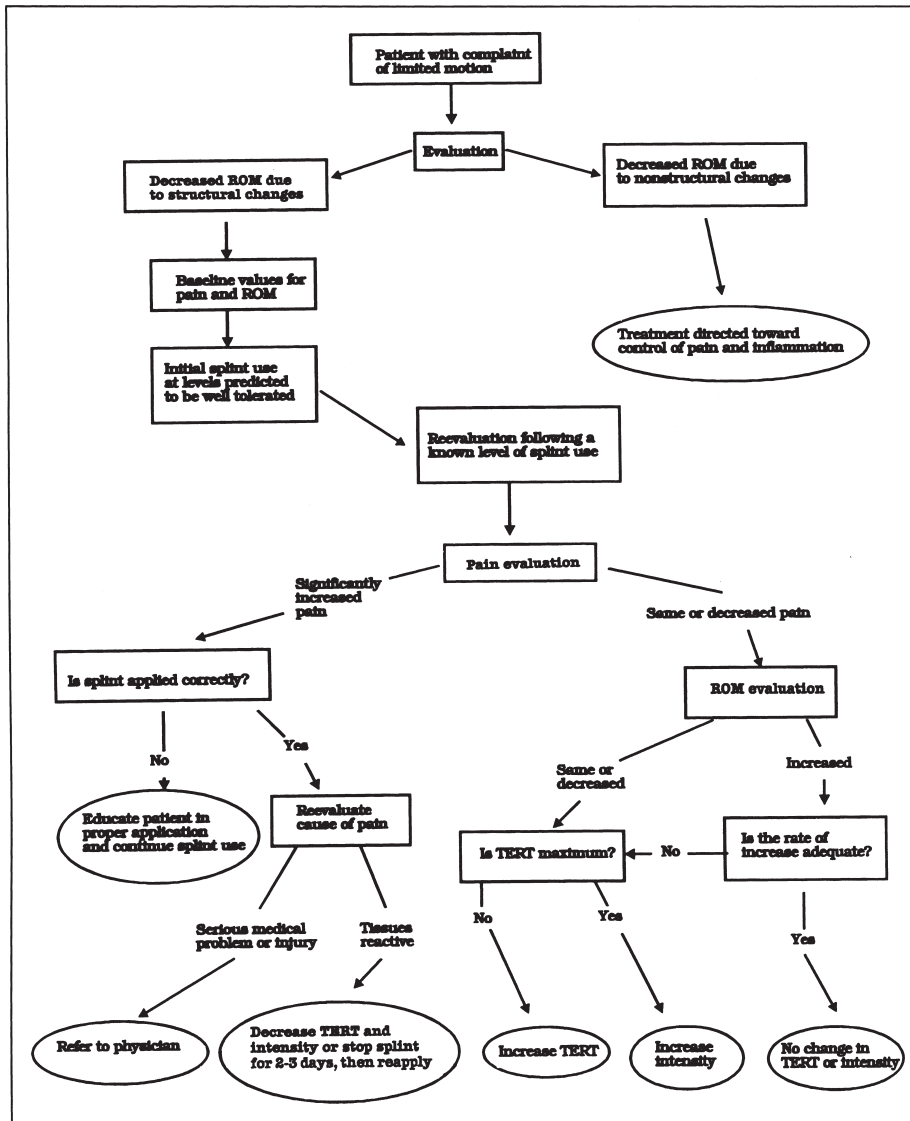 Patient with complaint
of limited motion
Evaluation
Decreased ROM due
to structural changes
Decreased ROM due
to nonstructural changes
Baseline values for
pain and ROM
Treatment directed toward
control of pain and inflammation
Initial splint use
at levels predicted
to be well tolerated
Reevaluation following a
known level of splint use
Pain evaluation
Significantly
increased
pain
Same or decreased pain
Is splint applied correctly?
ROM evaluation
No
Yes
Same or
decreased
Increased
Educate patient in
proper application
and continue splint use
Reevaluate
cause of pain
Is TERT maximum?
No
Is the rate of
increase adequate?
Serious medical
problem or injury
Tissues
reactive
No
Yes
Yes
Refer to physician
Decrease TERT and
intensity or stop splint
for 2-3 days, then reapply
Increase TERT
Increase
intensity
No change in
TERT or intensity